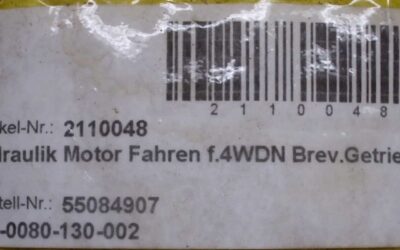 2110048
kel-Nr.: 2110048
draulik Motor Fahren f.4WDN Brev.Getrie
tell-Nr.: 55084907
-0080-130-002